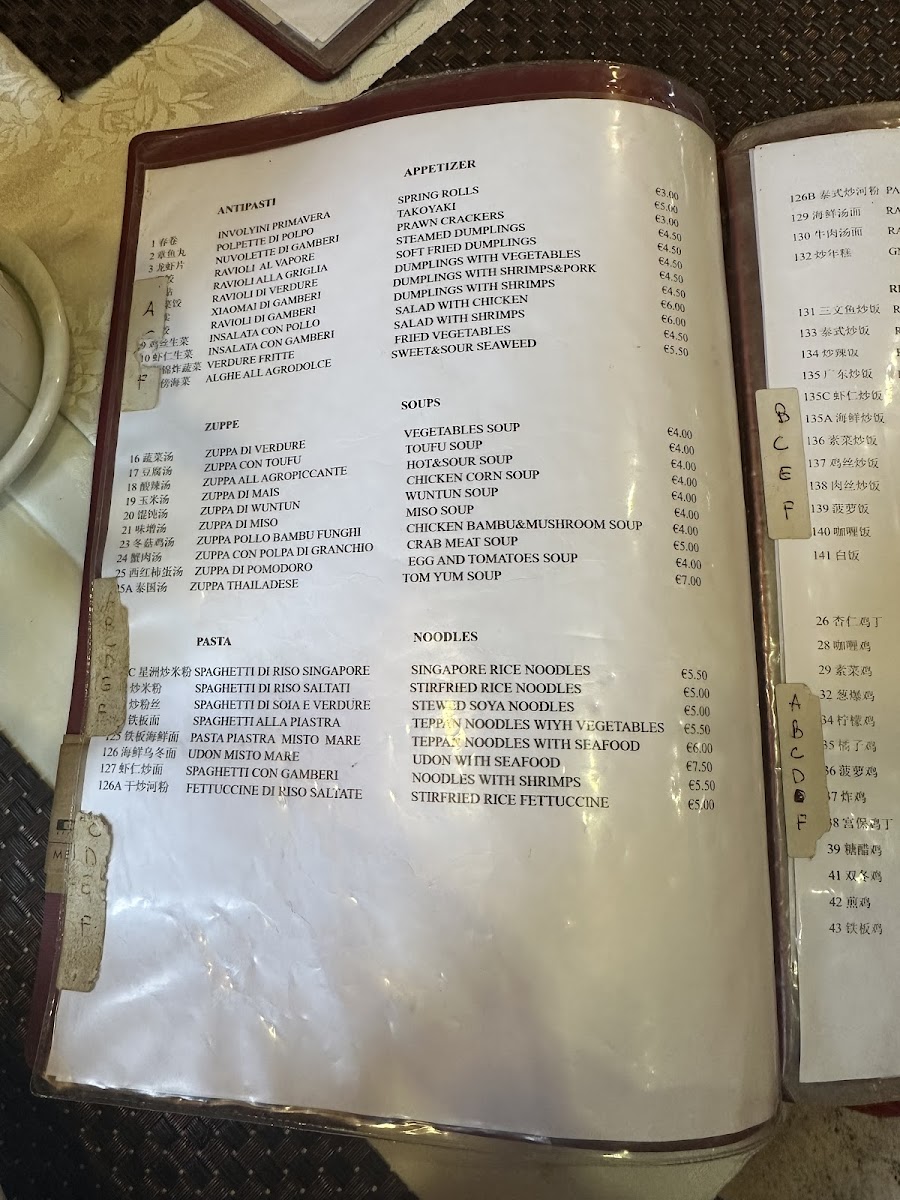 ANTIPASTI APPETIZER
1 春卷 INVOLYINI PRIMAVERA SPRING ROLLS €3.00
2 章鱼丸 POLPETTE DI POLPO TAKOYAKI €5.00
3 龙虾片 NUVOLETTE DI GAMBERI PRAWN CRACKERS €3.00
RAVIOLI AL VAPORE STEAMED DUMPLINGS €4.50
RAVIOLI ALLA GRIGLIA SOFT FRIED DUMPLINGS €4.50
菜饺 RAVIOLI DI VERDURE DUMPLINGS WITH VEGETABLES €4.50
XIAOMAI DI GAMBERI DUMPLINGS WITH SHRIMPS&PORK €4.50
RAVIOLI DI GAMBERI DUMPLINGS WITH SHRIMPS €4.50
9 鸡丝生菜 INSALATA CON POLLO SALAD WITH CHICKEN €6.00
10 虾仁生菜 INSALATA CON GAMBERI SALAD WITH SHRIMPS €6.00
锦炸蔬菜 VERDURE FRITTE FRIED VEGETABLES €4.50
海菜 ALGHE ALL AGRODOLCE SWEET&SOUR SEAWEED €5.50
A
F
ZUPPE SOUPS
16 蔬菜汤 ZUPPA DI VERDURE VEGETABLES SOUP €4.00
17 豆腐汤 ZUPPA CON TOUFU TOUFU SOUP €4.00
18 酸辣汤 ZUPPA ALL AGROPICCANTE HOT&SOUR SOUP €4.00
19 玉米汤 ZUPPA DI MAIS CHICKEN CORN SOUP €4.00
20 馄饨汤 ZUPPA DI WUNTUN WUNTUN SOUP €4.00
21 味增汤 ZUPPA DI MISO MISO SOUP €4.00
23 冬菇鸡汤 ZUPPA POLLO BAMBU FUNGHI CHICKEN BAMBU&MUSHROOM SOUP €4.00
24 蟹肉汤 ZUPPA CON POLPA DI GRANCHIO CRAB MEAT SOUP €5.00
25 西红柿蛋汤 ZUPPA DI POMODORO EGG AND TOMATOES SOUP €4.00
25A 泰国汤 ZUPPA THAILADESE TOM YUM SOUP €7.00
PASTA NOODLES
C 星洲炒米粉 SPAGHETTI DI RISO SINGAPORE SINGAPORE RICE NOODLES €5.50
炒米粉 SPAGHETTI DI RISO SALTATI STIRFRIED RICE NOODLES €5.00
炒粉丝 SPAGHETTI DI SOIA E VERDURE STEWED SOYA NOODLES €5.00
铁板面 SPAGHETTI ALLA PIASTRA TEPPAN NOODLES WIYH VEGETABLES €5.50
125 铁板海鲜面 PASTA PIASTRA MISTO MARE TEPPAN NOODLES WITH SEAFOOD €6.00
126 海鲜乌冬面 UDON MISTO MARE UDON WITH SEAFOOD €7.50
127 虾仁炒面 SPAGHETTI CON GAMBERI NOODLES WITH SHRIMPS €5.50
126A 干炒河粉 FETTUCCINE DI RISO SALTATE STIRFRIED RICE FETTUCCINE €5.00
C
D
F
126B 泰式炒河粉 PA
129 海鲜汤面 RA
130 牛肉汤面 RA
132 炒年糕 GN
131 三文鱼炒饭 R
133 泰式炒饭 R
134 炒辣饭
135 广东炒饭
135C 虾仁炒饭
135A 海鲜炒饭
136 素菜炒饭
137 鸡丝炒饭
138 肉丝炒饭
139 菠萝饭
140 咖喱饭
141 白饭
B
C
E
F
26 杏仁鸡丁
28 咖喱鸡
29 素菜鸡
32 葱爆鸡
34 柠檬鸡
35 橘子鸡
36 菠萝鸡
37 炸鸡
38 宫保鸡丁
39 糖醋鸡
41 双冬鸡
42 煎鸡
43 铁板鸡
A
B
C
D
F